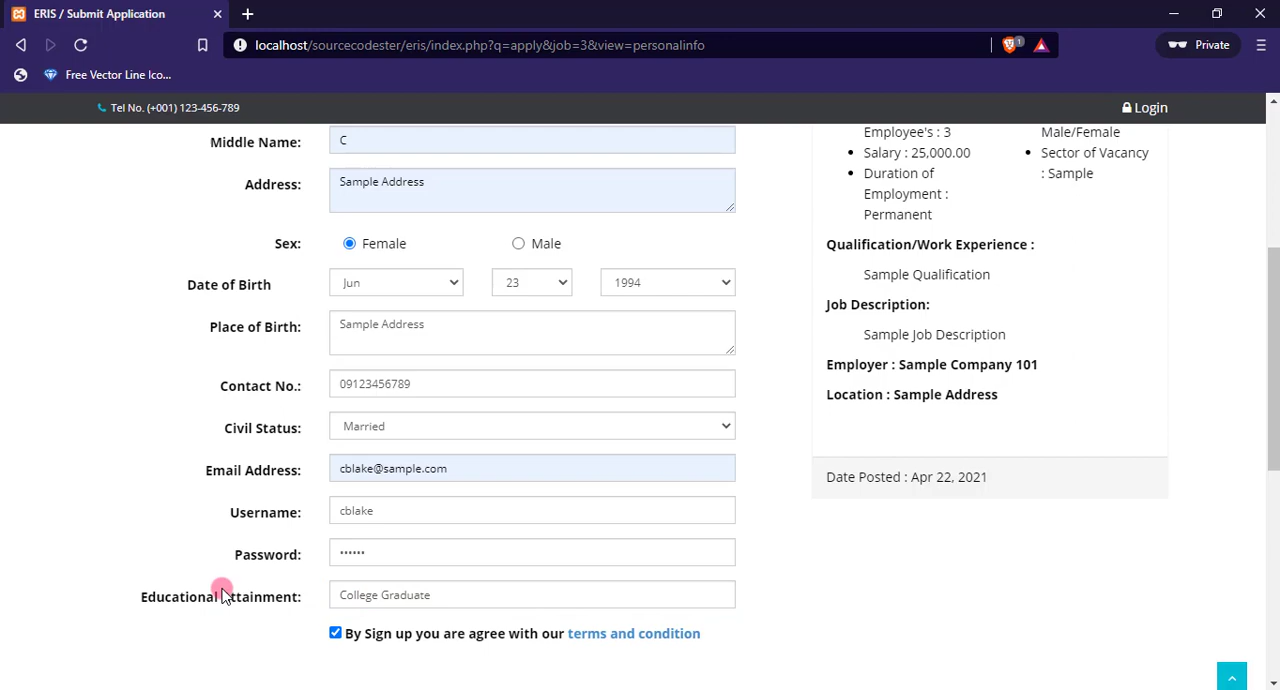 ERIS / Submit Application
localhost/sourcecodester/eris/index.php?q=apply&job=3&view=personalinfo
1
Private
Free Vector Line Ico...
Tel No. (+001) 123-456-789
Login
Middle Name:
C
Address:
Sample Address
Sex:
Female
Male
Date of Birth
Jun
23
1994
Place of Birth:
Sample Address
Contact No.:
09123456789
Civil Status:
Married
Email Address:
cblake@sample.com
Username:
cblake
Password:
••••••
Educational Attainment:
College Graduate
By Sign up you are agree with our terms and condition
Employee's : 3
Salary : 25,000.00
Duration of
Employment :
Permanent
Male/Female
Sector of Vacancy
: Sample
Qualification/Work Experience :
Sample Qualification
Job Description:
Sample Job Description
Employer : Sample Company 101
Location : Sample Address
Date Posted : Apr 22, 2021